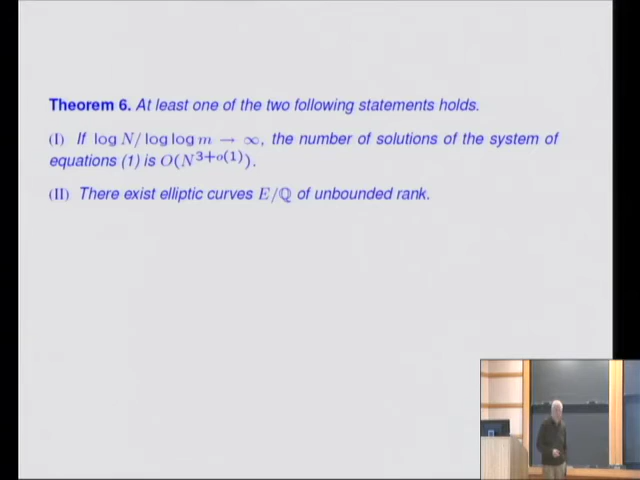 Theorem 6. At least one of the two following statements holds.
(I) If log N/ log log m → ∞, the number of solutions of the system of
equations (1) is O(N^{3+o(1)}).
(II) There exist elliptic curves E/ℚ of unbounded rank.